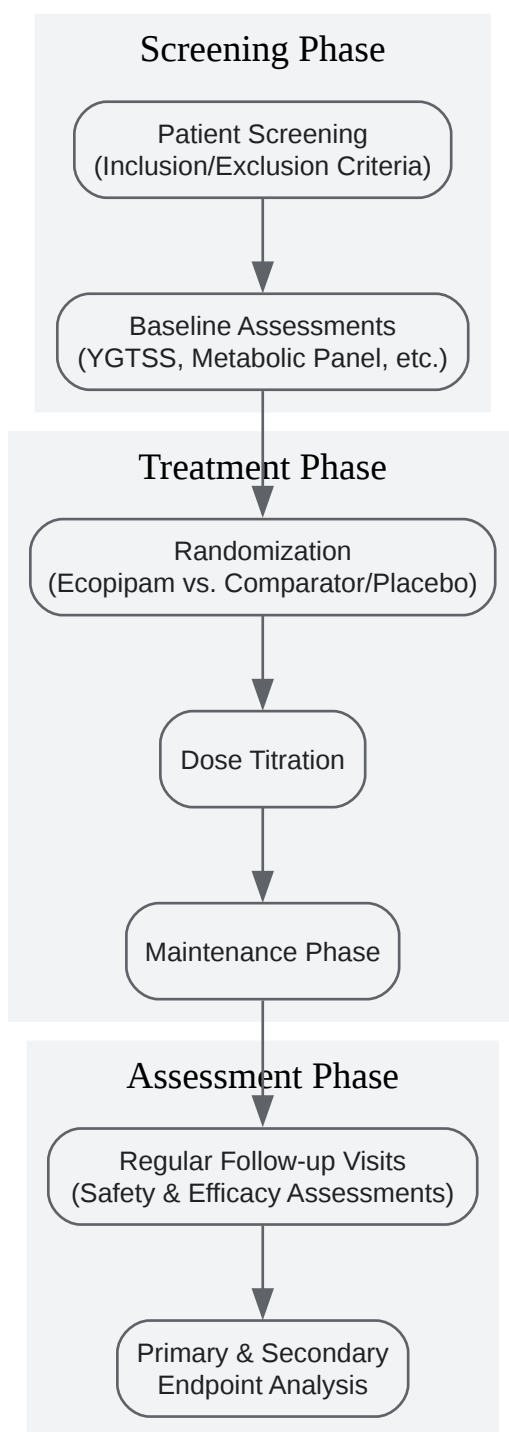 Screening Phase
Patient Screening
(Inclusion/Exclusion Criteria)
Baseline Assessments
(YGTSS, Metabolic Panel, etc.)
Treatment Phase
Randomization
(Ecopipam vs. Comparator/Placebo)
Dose Titration
Maintenance Phase
Assessment Phase
Regular Follow-up Visits
(Safety & Efficacy Assessments)
Primary & Secondary
Endpoint Analysis